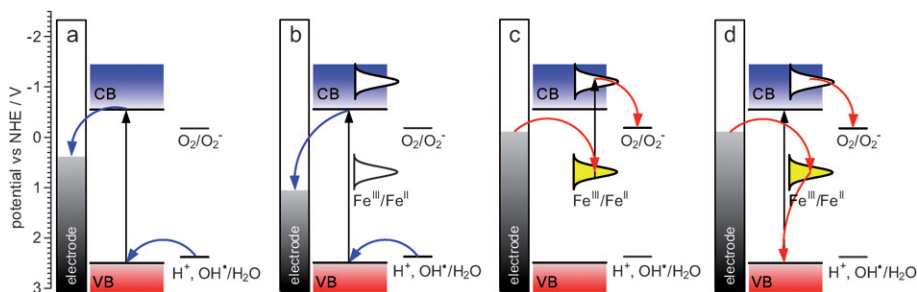 potential vs NHE / V
-2
-1
0
1
2
3
a
CB
O₂/O₂⁻
electrode
VB
H⁺, OH•/H₂O
b
CB
O₂/O₂⁻
Feᴵᴵᴵ/Feᴵᴵ
electrode
VB
H⁺, OH•/H₂O
c
CB
O₂/O₂⁻
Feᴵᴵᴵ/Feᴵᴵ
electrode
VB
H⁺, OH•/H₂O
d
CB
O₂/O₂⁻
Feᴵᴵᴵ/Feᴵᴵ
electrode
VB
H⁺, OH•/H₂O